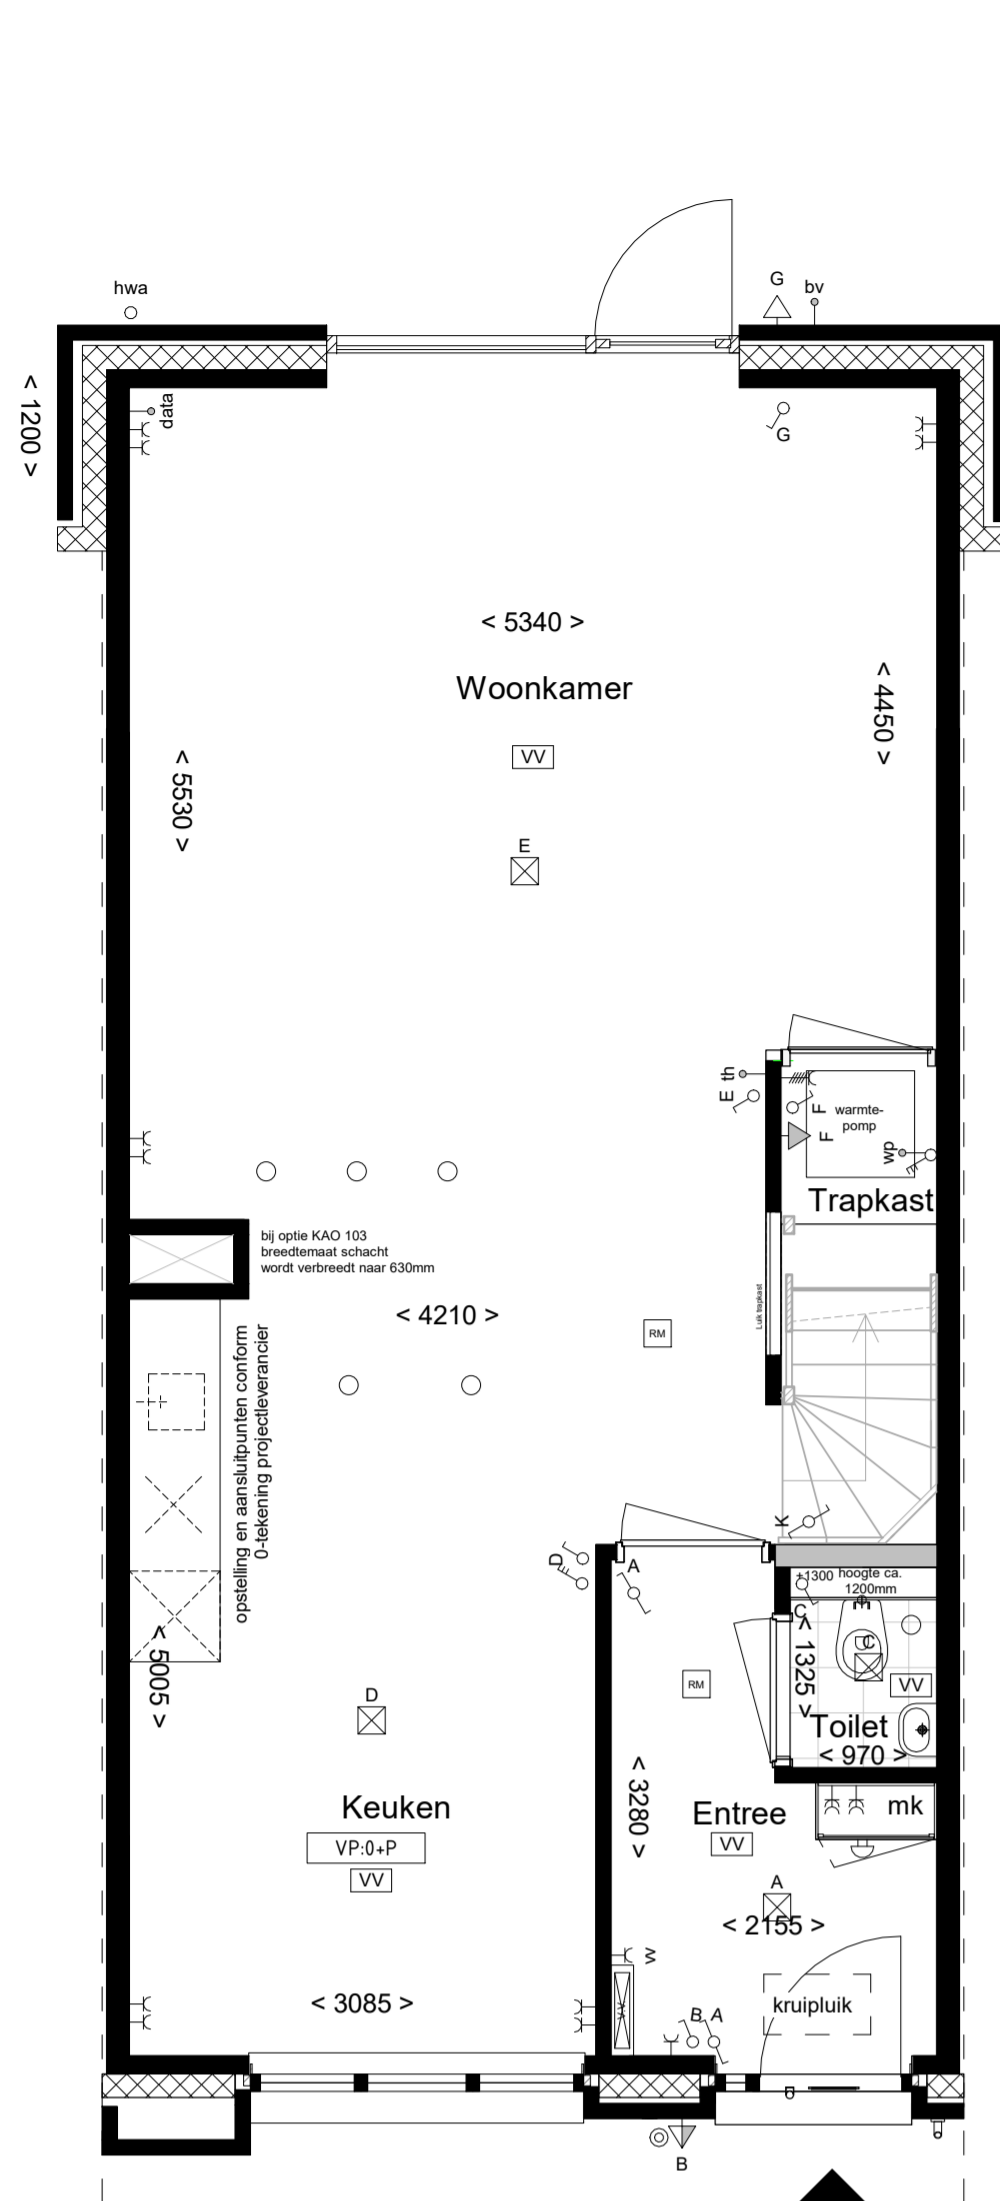 hwa
G
bv
< 1200 >
data
G
< 5340 >
Woonkamer
< 4450 >
VV
< 5530 >
E
th
E
F
F
warmte-
pomp
wp
Trapkast
bij optie KAO 103
breedtemaat schacht
wordt verbreedt naar 630mm
Luik trapkast
< 4210 >
RM
opstelling en aansluitpunten conform
0-tekening projectleverancier
K
D
A
+1300
hoogte ca.
1200mm
C
C
< 5005 >
< 1325 >
RM
VV
D
Toilet
< 970 >
Keuken
VP:0+P
VV
< 3280 >
Entree
VV
mk
A
< 2155 >
w
< 3085 >
kruipluik
B
A
B